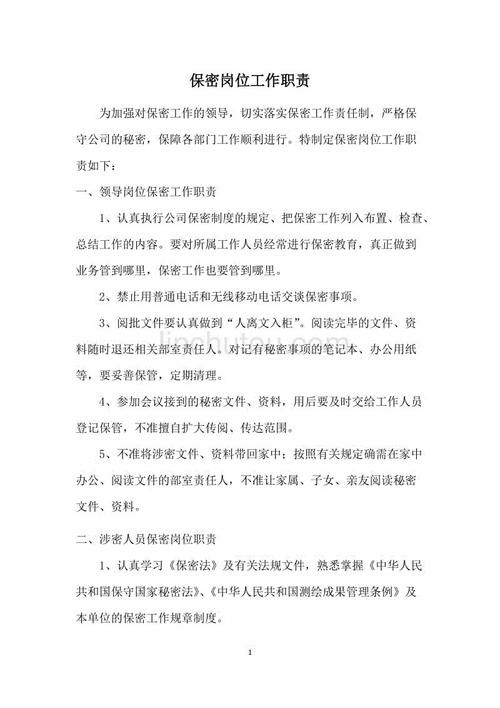 保密岗位工作职责
为加强对保密工作的领导，切实落实保密工作责任制，严格保
守公司的秘密，保障各部门工作顺利进行。特制定保密岗位工作职
责如下：
一、领导岗位保密工作职责
1、认真执行公司保密制度的规定、把保密工作列入布置、检查、
总结工作的内容。要对所属工作人员经常进行保密教育，真正做到
业务管到哪里，保密工作也要管到哪里。
2、禁止用普通电话和无线移动电话交谈保密事项。
3、阅批文件要认真做到“人离文入柜”。阅读完毕的文件、资
料随时退还相关部室责任人．对记有秘密事项的笔记本、办公用纸
等，要妥善保管，定期清理。
4、参加会议接到的秘密文件、资料，用后要及时交给工作人员
登记保管，不准擅自扩大传阅、传达范围。
5、不准将涉密文件、资料带回家中；按照有关规定确需在家中
办公、阅读文件的部室责任人，不准让家属、子女、亲友阅读秘密
文件、资料。
二、涉密人员保密岗位职责
1、认真学习《保密法》及有关法规文件，熟悉掌握《中华人民
共和国保守国家秘密法》、《中华人民共和国测绘成果管理条例》及
本单位的保密工作规章制度。
1